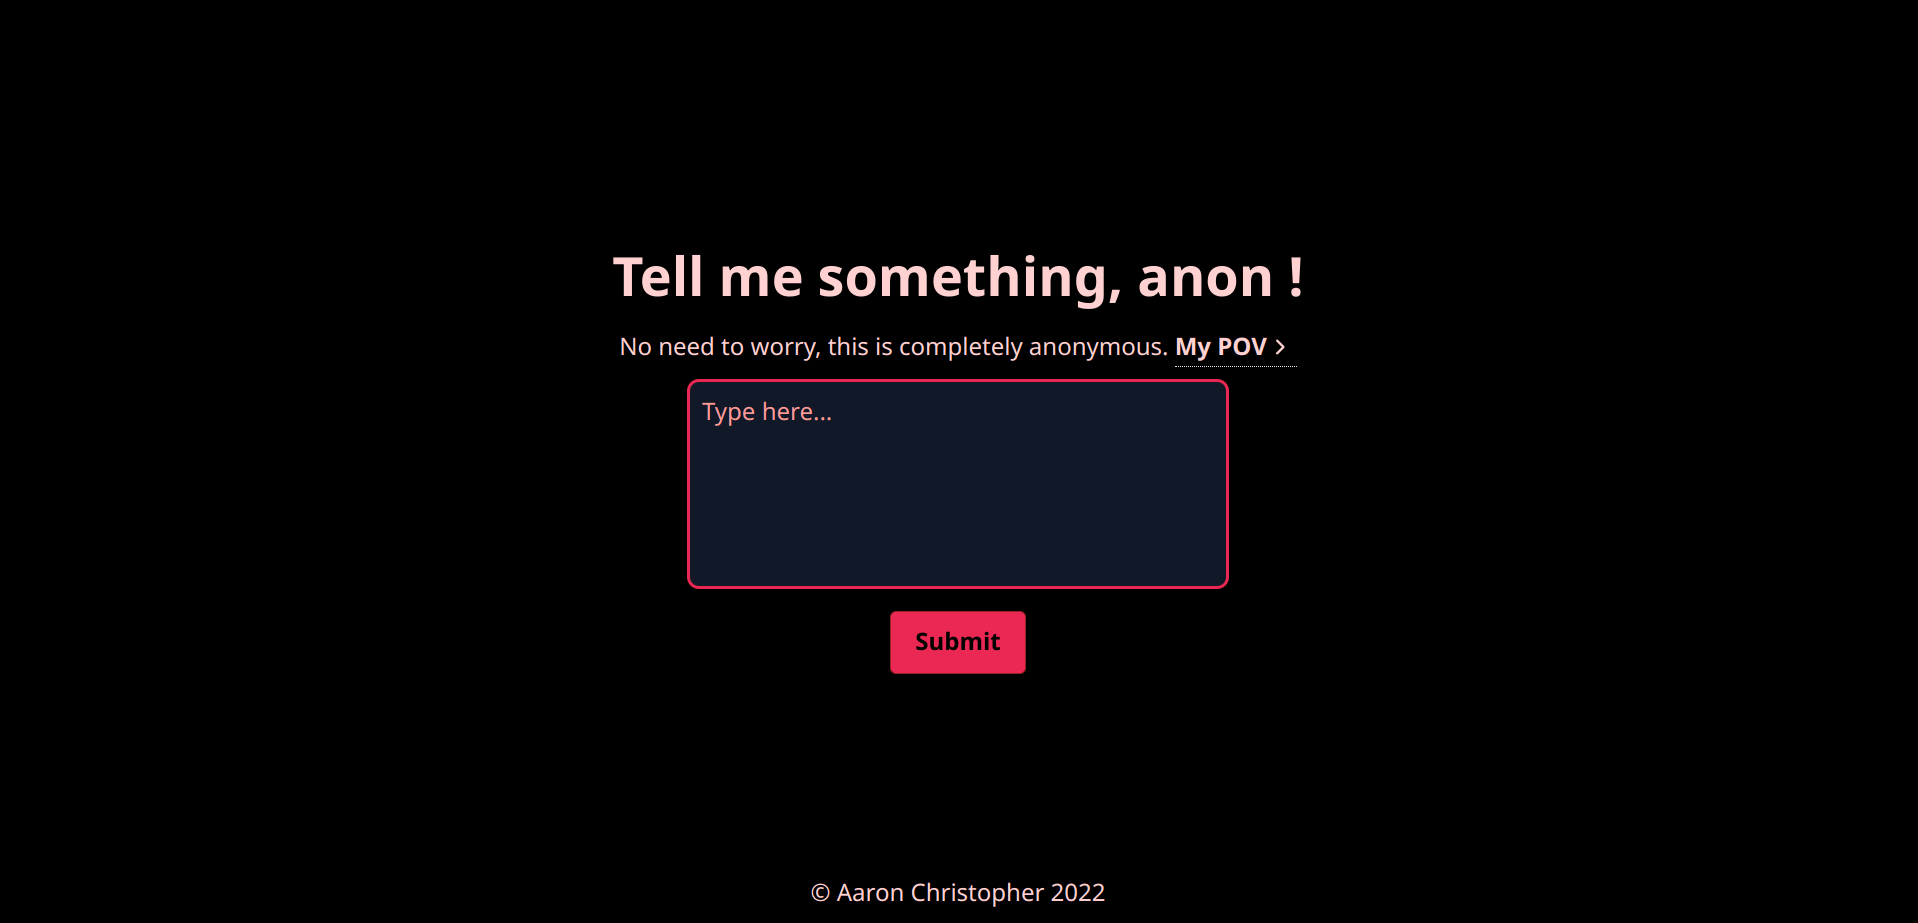 Tell me something, anon !
No need to worry, this is completely anonymous. My POV >
Type here...
Submit
© Aaron Christopher 2022